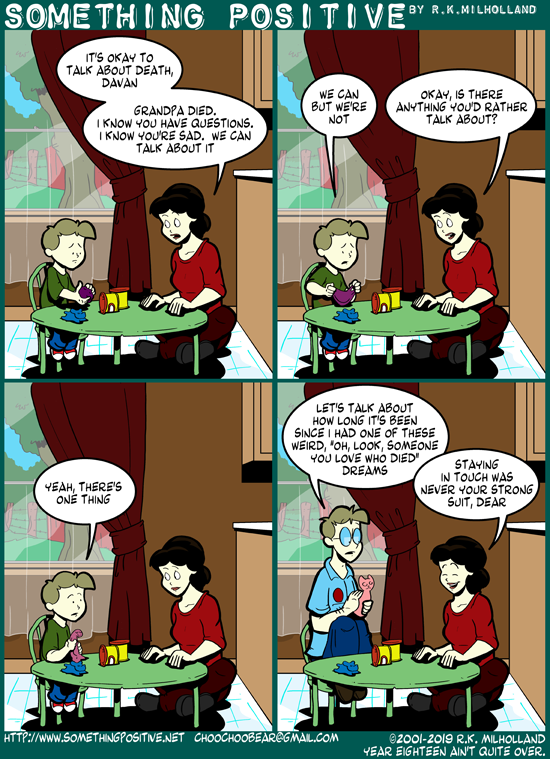 SOMETHING POSITIVE BY R.K.MILHOLLAND
IT'S OKAY TO
TALK ABOUT DEATH,
DAVAN
GRANDPA DIED.
I KNOW YOU HAVE QUESTIONS.
I KNOW YOU'RE SAD. WE CAN
TALK ABOUT IT
WE CAN
BUT WE'RE
NOT
OKAY, IS THERE
ANYTHING YOU'D RATHER
TALK ABOUT?
YEAH, THERE'S
ONE THING
LET'S TALK ABOUT
HOW LONG IT'S BEEN
SINCE I HAD ONE OF THESE
WEIRD, "OH, LOOK, SOMEONE
YOU LOVE WHO DIED"
DREAMS
STAYING
IN TOUCH WAS
NEVER YOUR STRONG
SUIT, DEAR
HTTP://WWW.SOMETHINGPOSITIVE.NET CHOOCHOOBEAR@GMAIL.COM
©2001-2019 R.K. MILHOLLAND
YEAR EIGHTEEN AIN'T QUITE OVER.